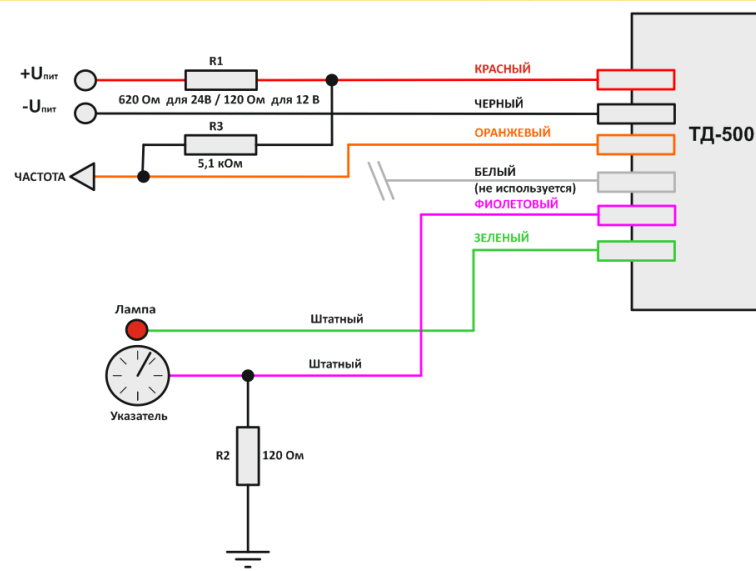 R1
КРАСНЫЙ
+Uпит
620 Ом для 24В / 120 Ом для 12 В
-Uпит
ЧЕРНЫЙ
R3
ОРАНЖЕВЫЙ
ТД-500
5,1 кОм
ЧАСТОТА
БЕЛЫЙ
(не используется)
ФИОЛЕТОВЫЙ
ЗЕЛЕНЫЙ
Лампа
Штатный
Штатный
Указатель
R2 120 Ом